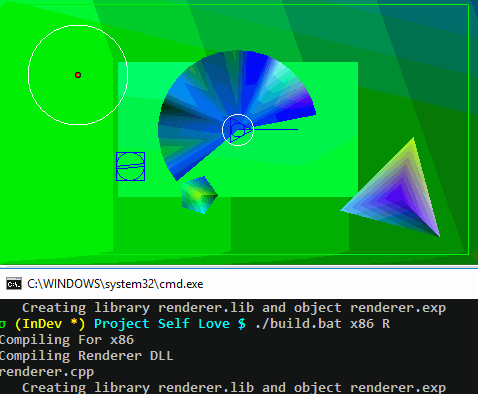 C:\WINDOWS\system32\cmd.exe
Creating library renderer.lib and object renderer.exp
σ (InDev *) Project Self Love $ ./build.bat x86 R
Compiling For x86
Compiling Renderer DLL
renderer.cpp
Creating library renderer.lib and object renderer.exp